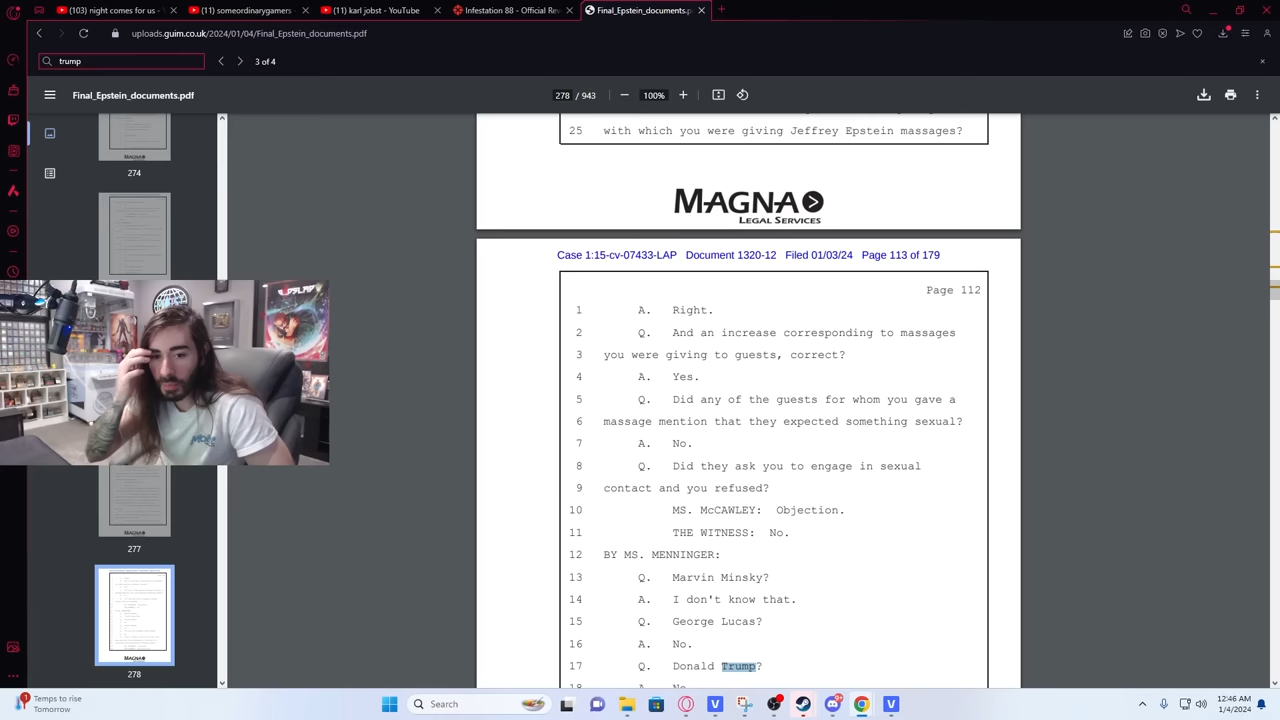 (103) night comes for us -
(11) someordinarygamers -
(11) karl jobst - YouTube
Infestation 88 - Official Re
Final_Epstein_documents.pdf
uploads.guim.co.uk/2024/01/04/Final_Epstein_documents.pdf
trump
3 of 4
Final_Epstein_documents.pdf
278 / 943
100%
25 with which you were giving Jeffrey Epstein massages?
MAGNA
LEGAL SERVICES
274
Case 1:15-cv-07433-LAP Document 1320-12 Filed 01/03/24 Page 113 of 179
Page 112
1 A. Right.
2 Q. And an increase corresponding to massages
3 you were giving to guests, correct?
4 A. Yes.
5 Q. Did any of the guests for whom you gave a
6 massage mention that they expected something sexual?
7 A. No.
8 Q. Did they ask you to engage in sexual
9 contact and you refused?
10 MS. McCAWLEY: Objection.
11 THE WITNESS: No.
12 BY MS. MENNINGER:
13 Q. Marvin Minsky?
14 A. I don't know that.
15 Q. George Lucas?
16 A. No.
17 Q. Donald Trump?
18 A. No
277
MAGNA
278
Temps to rise
Tomorrow
Search
12:46 AM
1/4/2024